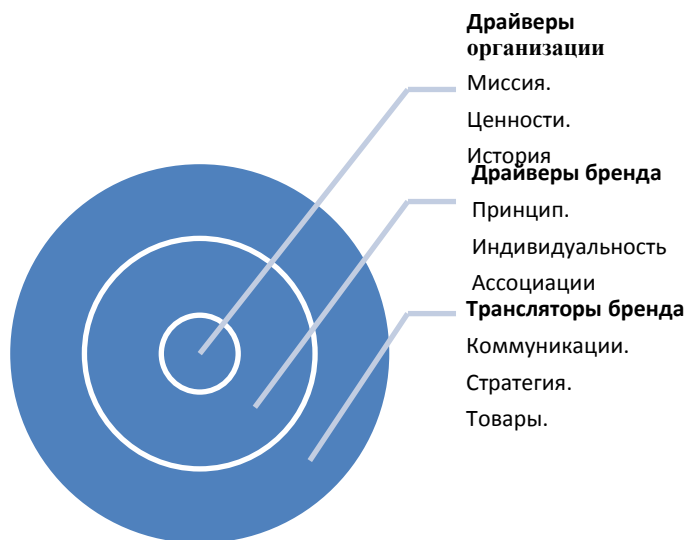 Драйверы
организации
Миссия.
Ценности.
История
Драйверы бренда
Принцип.
Индивидуальность
Ассоциации
Трансляторы бренда
Коммуникации.
Стратегия.
Товары.